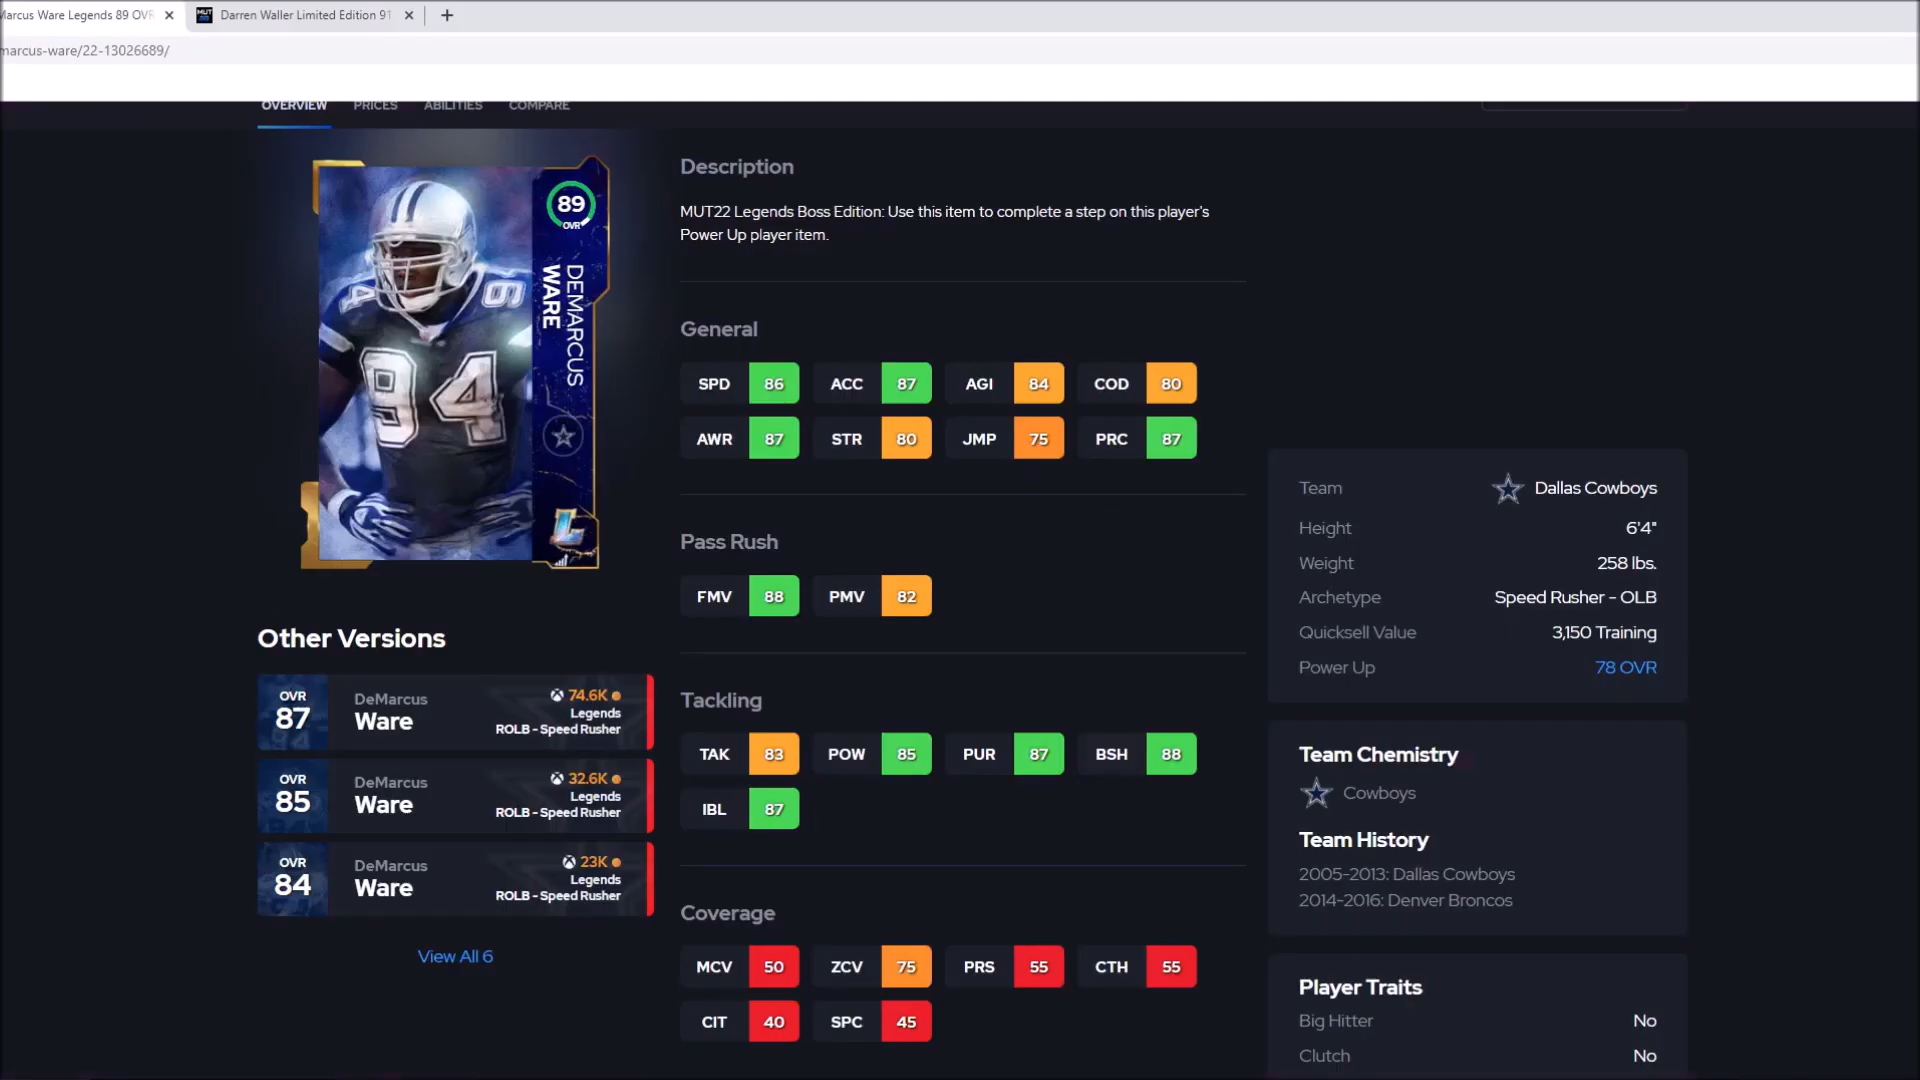 Marcus Ware Legends 89 OVR
Darren Waller Limited Edition 91
marcus-ware/22-13026689/
OVERVIEW
PRICES
ABILITIES
COMPARE
89
OVR
DEMARCUS
WARE
94
Description
MUT22 Legends Boss Edition: Use this item to complete a step on this player's
Power Up player item.
General
SPD 86
ACC 87
AGI 84
COD 80
AWR 87
STR 80
JMP 75
PRC 87
Pass Rush
FMV 88
PMV 82
Tackling
TAK 83
POW 85
PUR 87
BSH 88
IBL 87
Coverage
MCV 50
ZCV 75
PRS 55
CTH 55
CIT 40
SPC 45
Other Versions
OVR
87
DeMarcus
Ware
74.6K
Legends
ROLB - Speed Rusher
OVR
85
DeMarcus
Ware
32.6K
Legends
ROLB - Speed Rusher
OVR
84
DeMarcus
Ware
23K
Legends
ROLB - Speed Rusher
View All 6
Team Dallas Cowboys
Height 6'4"
Weight 258 lbs.
Archetype Speed Rusher - OLB
Quicksell Value 3,150 Training
Power Up 78 OVR
Team Chemistry
Cowboys
Team History
2005-2013: Dallas Cowboys
2014-2016: Denver Broncos
Player Traits
Big Hitter No
Clutch No